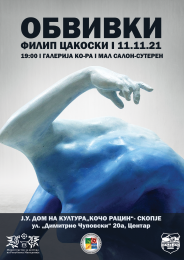 ОБВИВКИ
ФИЛИП ЦАКОСКИ | 11.11.21
19:00 | ГАЛЕРИЈА КО-РА | МАЛ САЛОН-СУТЕРЕН
Ј.У. ДОМ НА КУЛТУРА „КОЧО РАЦИН“- СКОПЈЕ
ул. „Димитрие Чуповски“ 20а, Центар